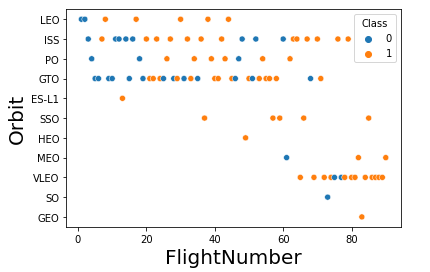 LEO
ISS
PO
GTO
ES-L1
SSO
HEO
MEO
VLEO
SO
GEO
Orbit
Class
0
1
0 20 40 60 80
FlightNumber